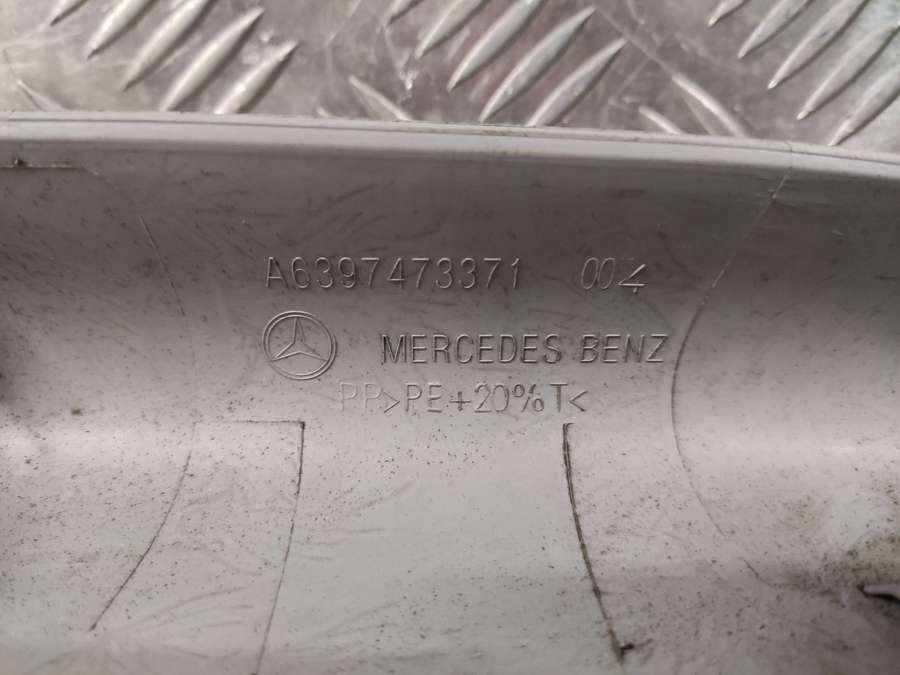 A6397473371 004
MERCEDES BENZ
PP>PE+20%T<